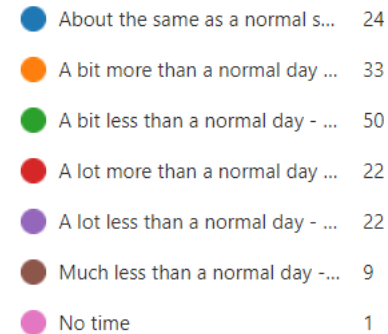 About the same as a normal s... 24
A bit more than a normal day ... 33
A bit less than a normal day - ... 50
A lot more than a normal day ... 22
A lot less than a normal day - ... 22
Much less than a normal day -... 9
No time 1